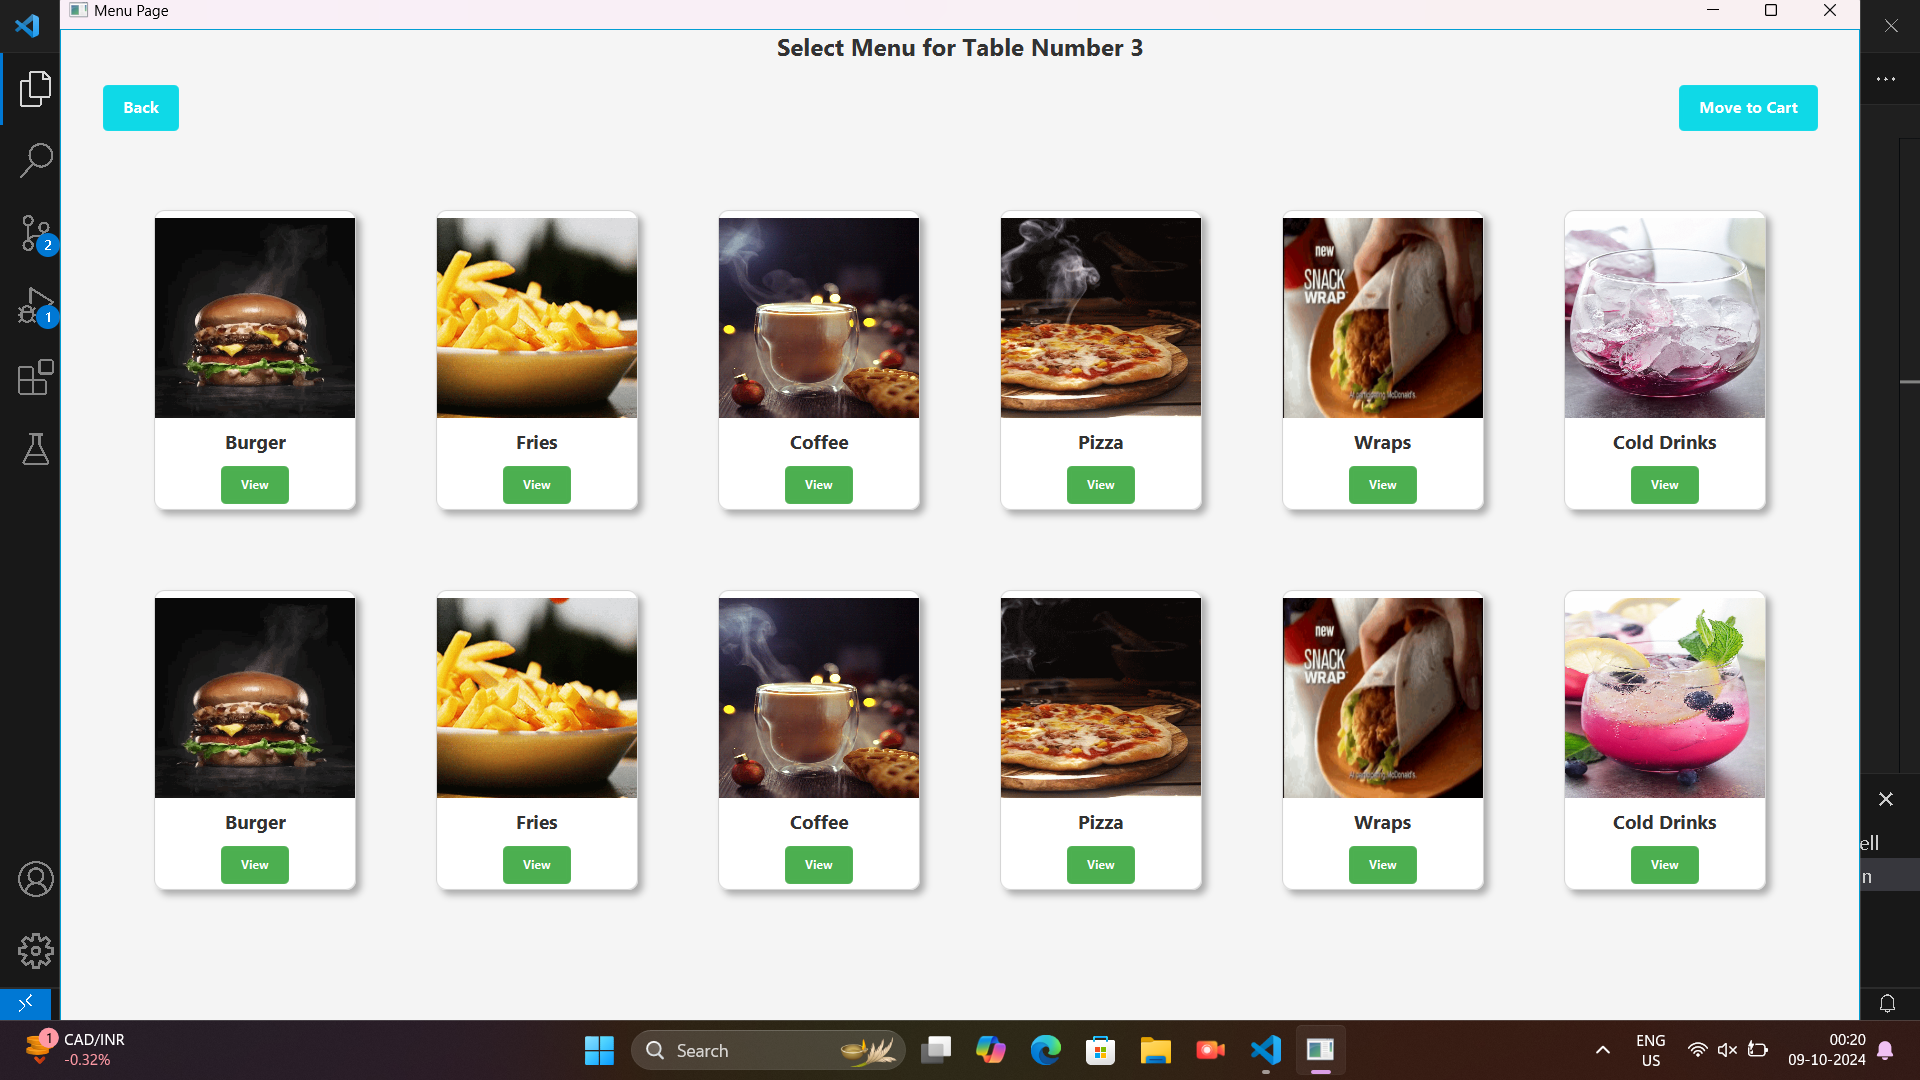 Menu Page
Select Menu for Table Number 3
Back
Move to Cart
new
SNACK
WRAP
Burger
Fries
Coffee
Pizza
Wraps
Cold Drinks
View
View
View
View
View
View
2
1
new
SNACK
WRAP
Burger
Fries
Coffee
Pizza
Wraps
Cold Drinks
View
View
View
View
View
View
ell
n
1
CAD/INR
-0.32%
Search
ENG
US
00:20
09-10-2024